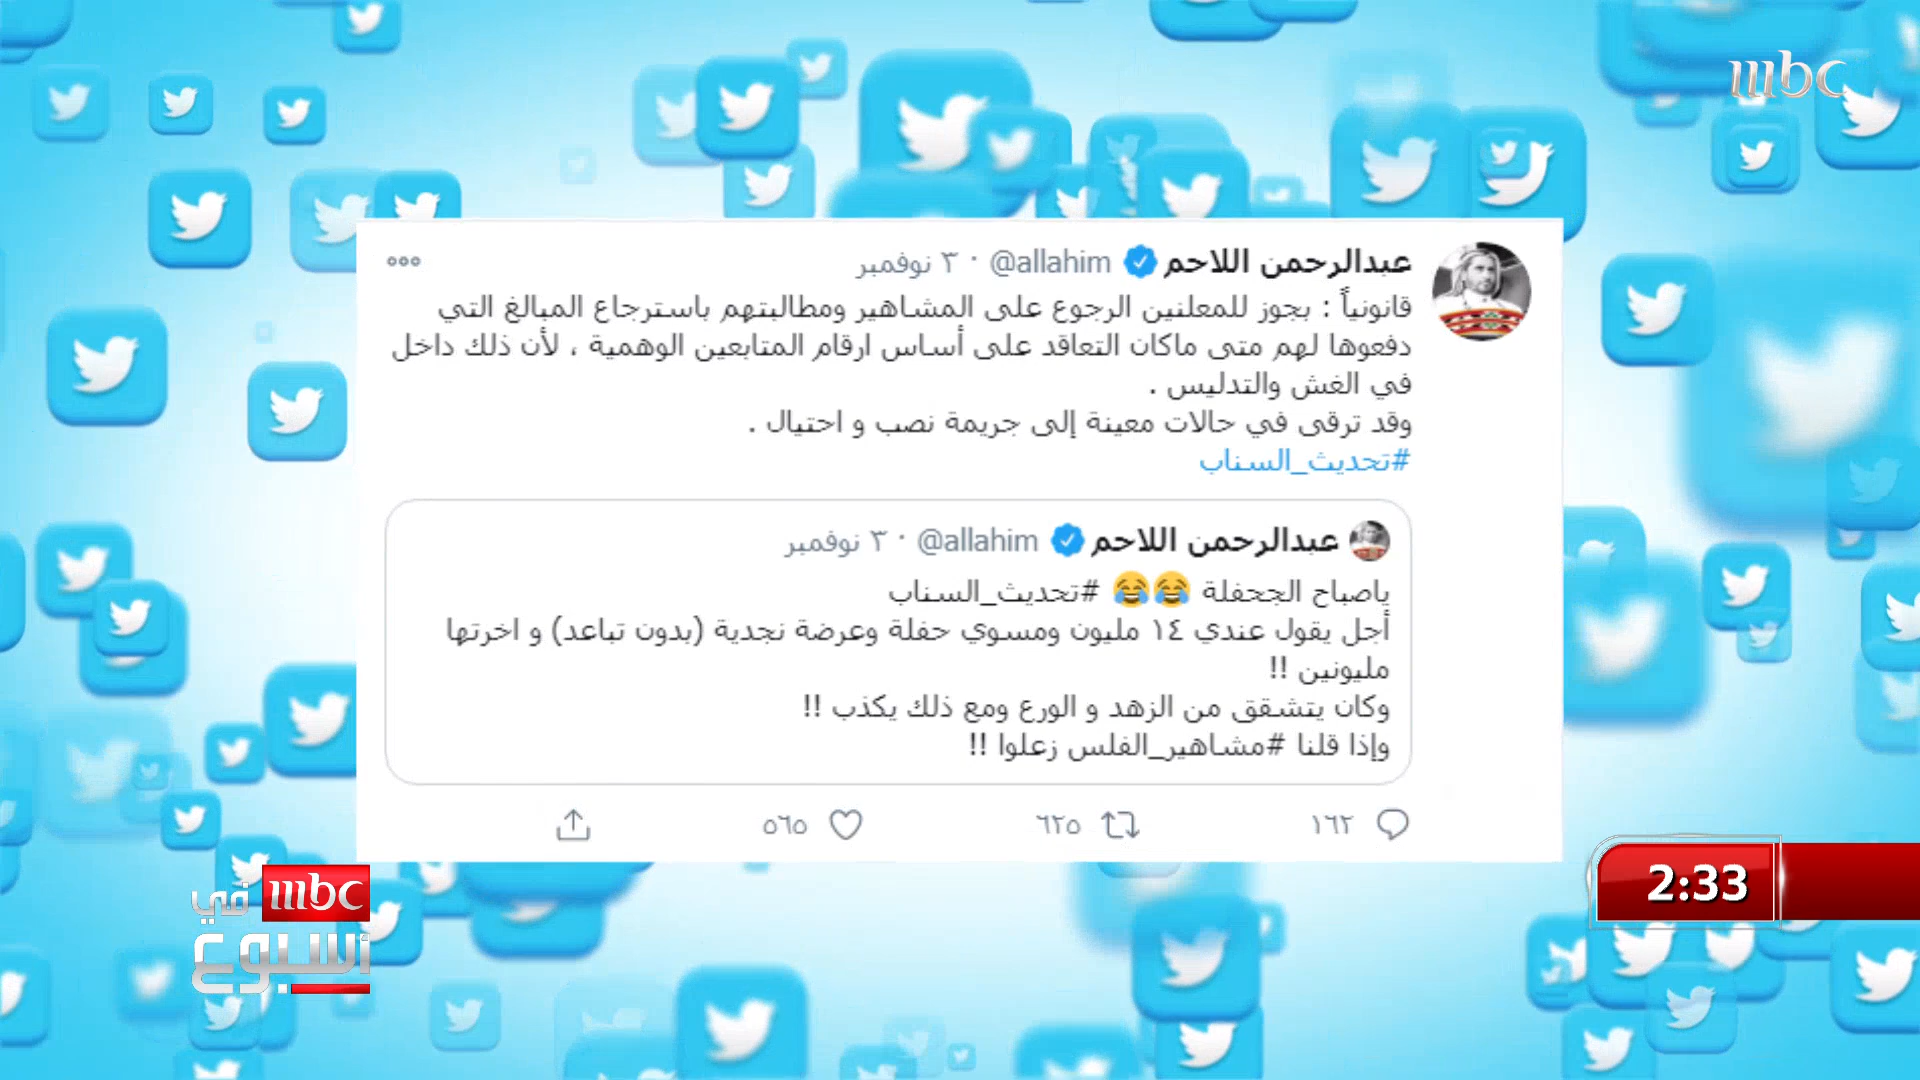 mbc
عبدالرحمن اللاحم @allahim · ٣ نوفمبر
قانونياً : يجوز للمعلنين الرجوع على المشاهير ومطالبتهم باسترجاع المبالغ التي
دفعوها لهم متى ماكان التعاقد على أساس ارقام المتابعين الوهمية ، لأن ذلك داخل
في الغش والتدليس .
وقد ترقى في حالات معينة إلى جريمة نصب و احتيال .
#تحديث_السناب
عبدالرحمن اللاحم @allahim · ٣ نوفمبر
ياصباح الجحفلة 😂😂 #تحديث_السناب
أجل يقول عندي ١٤ مليون ومسوي حفلة وعرضة نجدية (بدون تباعد) و اخرتها
مليونين !!
وكان يتشقق من الزهد و الورع ومع ذلك يكذب !!
وإذا قلنا #مشاهير_الفلس زعلوا !!
١٦٢ ٦٢٥ ٥٦٥
2:33
mbc في
أسبوع